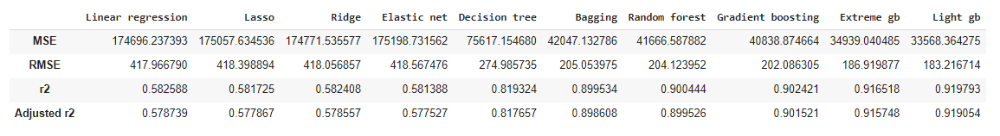 Linear regression Lasso Ridge Elastic net Decision tree Bagging Random forest Gradient boosting Extreme gb Light gb
MSE 174696.237393 175057.634536 174771.535577 175198.731562 75617.154680 42047.132786 41666.587882 40838.874664 34939.040485 33568.364275
RMSE 417.966790 418.398894 418.056857 418.567476 274.985735 205.053975 204.123952 202.086305 186.919877 183.216714
r2 0.582588 0.581725 0.582408 0.581388 0.819324 0.899534 0.900444 0.902421 0.916518 0.919793
Adjusted r2 0.578739 0.577867 0.578557 0.577527 0.817657 0.898608 0.899526 0.901521 0.915748 0.919054